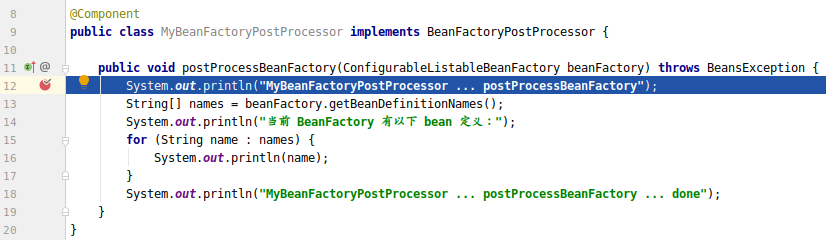 8 @Component
9 public class MyBeanFactoryPostProcessor implements BeanFactoryPostProcessor {
10
11 @ public void postProcessBeanFactory(ConfigurableListableBeanFactory beanFactory) throws BeansException {
12 System.out.println("MyBeanFactoryPostProcessor ... postProcessBeanFactory");
13 String[] names = beanFactory.getBeanDefinitionNames();
14 System.out.println("当前 BeanFactory 有以下 bean 定义：");
15 for (String name : names) {
16 System.out.println(name);
17 }
18 System.out.println("MyBeanFactoryPostProcessor ... postProcessBeanFactory ... done");
19 }
20 }